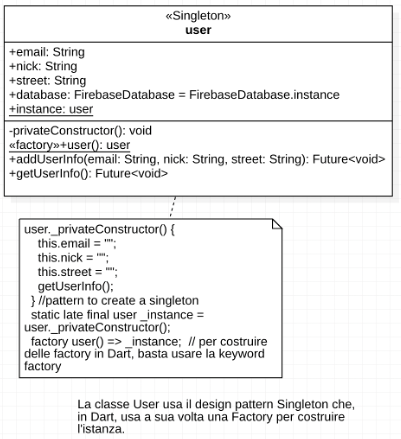 «Singleton»
user
+email: String
+nick: String
+street: String
+database: FirebaseDatabase = FirebaseDatabase.instance
+instance: user
-privateConstructor(): void
«factory»+user(): user
+addUserInfo(email: String, nick: String, street: String): Future<void>
+getUserInfo(): Future<void>
user._privateConstructor() {
this.email = "";
this.nick = "";
this.street = "";
getUserInfo();
} //pattern to create a singleton
static late final user _instance =
user._privateConstructor();
factory user() => _instance; // per costruire
delle factory in Dart, basta usare la keyword
factory
La classe User usa il design pattern Singleton che,
in Dart, usa a sua volta una Factory per costruire
l'istanza.